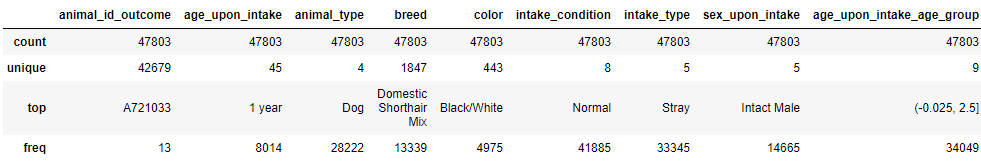 animal_id_outcome age_upon_intake animal_type breed color intake_condition intake_type sex_upon_intake age_upon_intake_age_group
count 47803 47803 47803 47803 47803 47803 47803 47803 47803
unique 42679 45 4 1847 443 8 5 5 9
top A721033 1 year Dog Domestic Shorthair Mix Black/White Normal Stray Intact Male (-0.025, 2.5]
freq 13 8014 28222 13339 4975 41885 33345 14665 34049